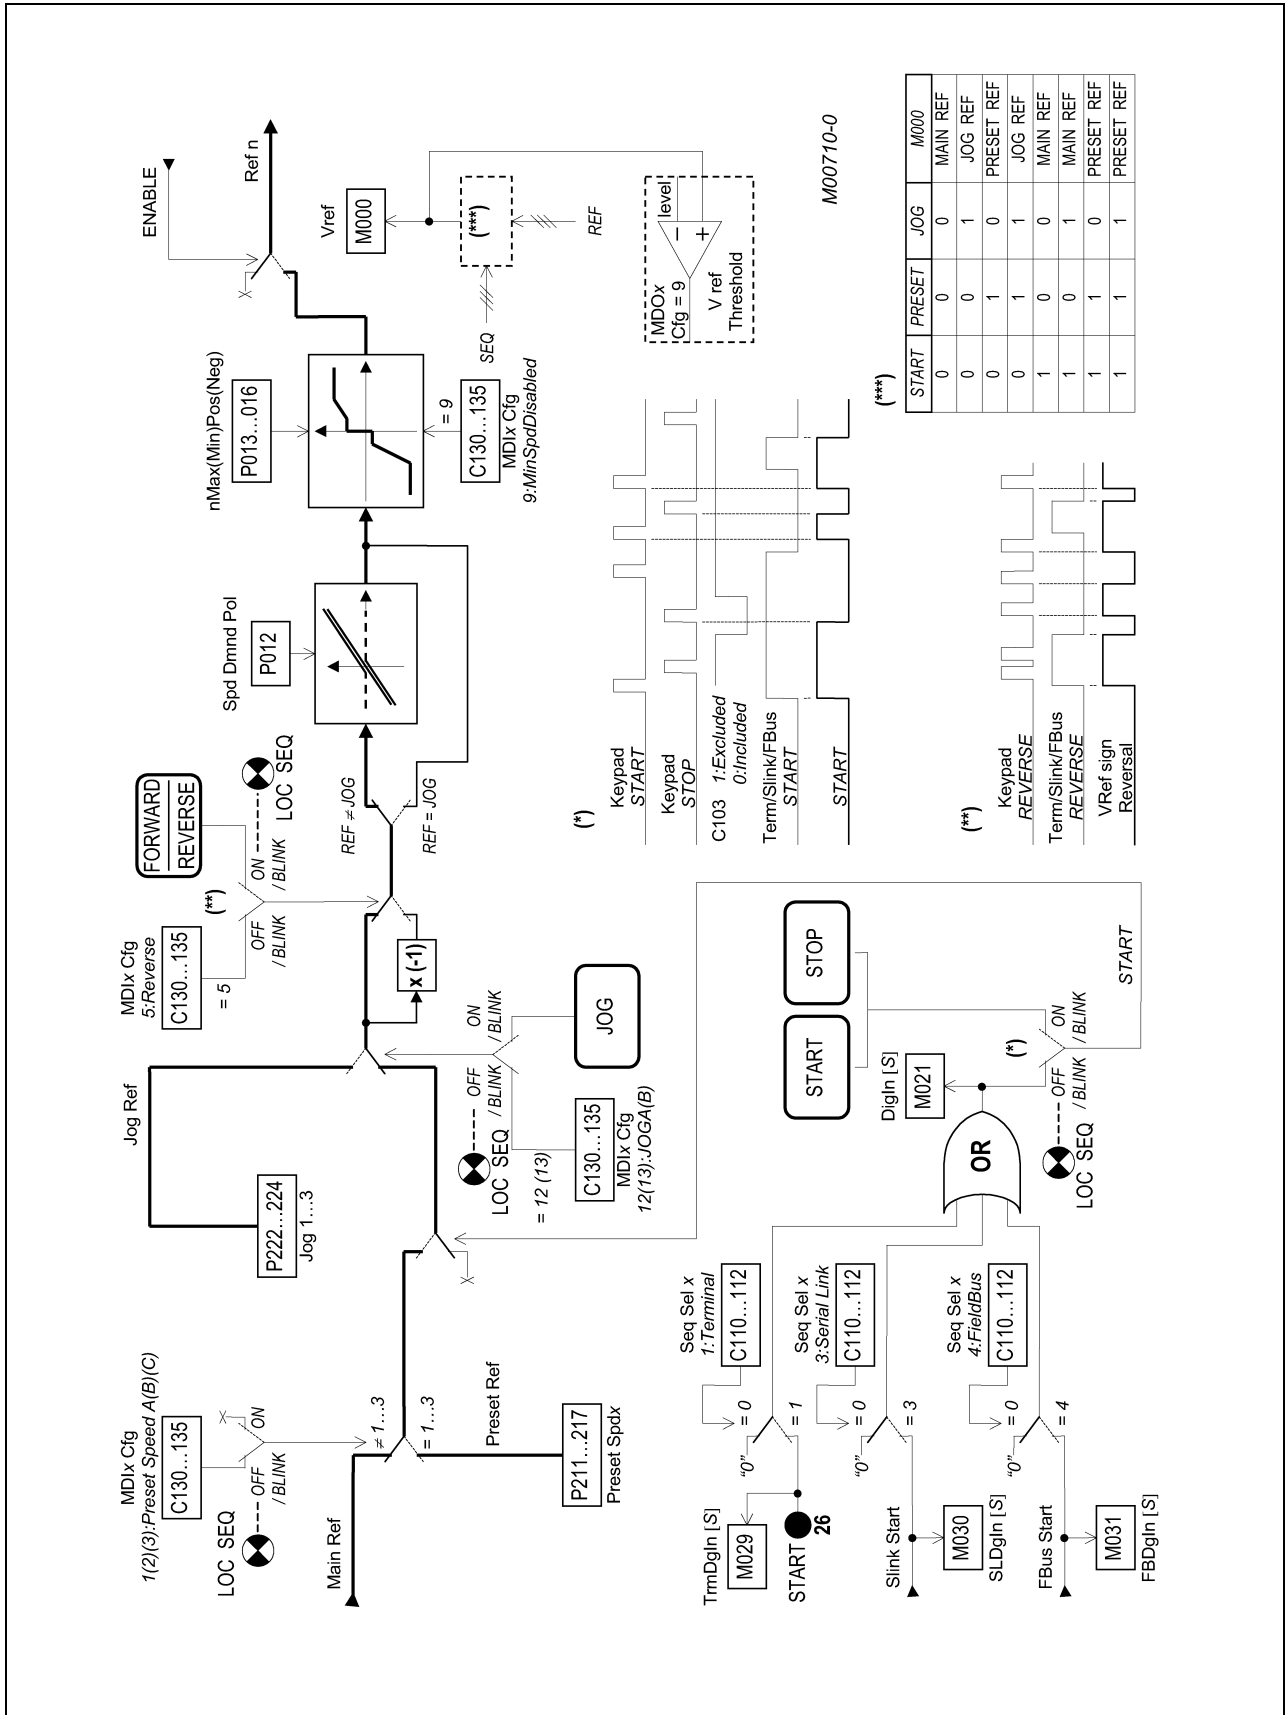 MDIx Cfg
1(2)(3):Preset Speed A(B)(C)
C130...135
LOC SEQ
OFF
/ BLINK
ON
Main Ref
≠ 1...3
= 1...3
Preset Ref
P211...217
Preset Spdx
P222...224
Jog 1...3
Jog Ref
LOC SEQ
OFF
/ BLINK
ON
/ BLINK
= 12 (13)
C130...135
MDIx Cfg
12(13):JOGA(B)
JOG
MDIx Cfg
5:Reverse
C130...135
= 5
(**)
OFF
/ BLINK
ON
/ BLINK
FORWARD
REVERSE
LOC SEQ
x (-1)
REF ≠ JOG
REF = JOG
Spd Dmnd Pol
P012
nMax(Min)Pos(Neg)
P013...016
= 9
C130...135
MDIx Cfg
9:MinSpdDisabled
ENABLE
Ref n
Vref
M000
(***)
SEQ
REF
MDOx
Cfg = 9
level
V ref
Threshold
M00710-0
TrmDgIn [S]
M029
START
26
Seq Sel x
1:Terminal
C110...112
"0"
= 0
= 1
Slink Start
M030
SLDgIn [S]
Seq Sel x
3:Serial Link
C110...112
"0"
= 0
= 3
FBus Start
M031
FBDgIn [S]
Seq Sel x
4:FieldBus
C110...112
"0"
= 0
= 4
OR
DigIn [S]
M021
START
STOP
LOC SEQ
OFF
/ BLINK
(*)
ON
/ BLINK
START
(*)
Keypad
START
Keypad
STOP
C103 1:Excluded
0:Included
Term/Slink/FBus
START
START
(**)
Keypad
REVERSE
Term/Slink/FBus
REVERSE
VRef sign
Reversal
(***)
START PRESET JOG M000
0 0 0 MAIN REF
0 0 1 JOG REF
0 1 0 PRESET REF
0 1 1 JOG REF
1 0 0 MAIN REF
1 0 1 MAIN REF
1 1 0 PRESET REF
1 1 1 PRESET REF